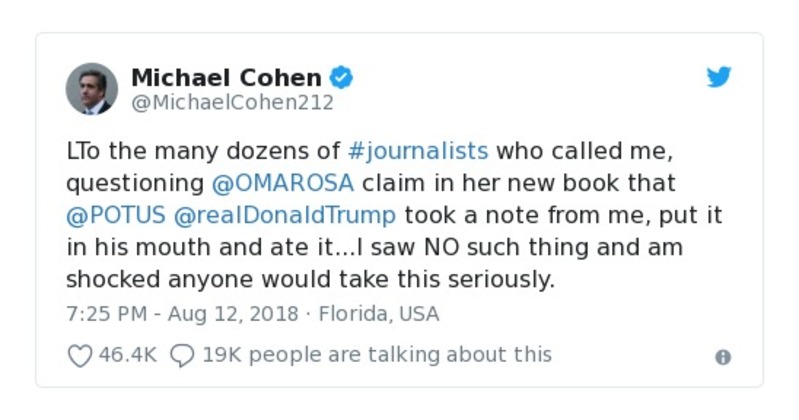 Michael Cohen
@MichaelCohen212
LTo the many dozens of #journalists who called me,
questioning @OMAROSA claim in her new book that
@POTUS @realDonaldTrump took a note from me, put it
in his mouth and ate it...I saw NO such thing and am
shocked anyone would take this seriously.
7:25 PM - Aug 12, 2018 · Florida, USA
46.4K 19K people are talking about this